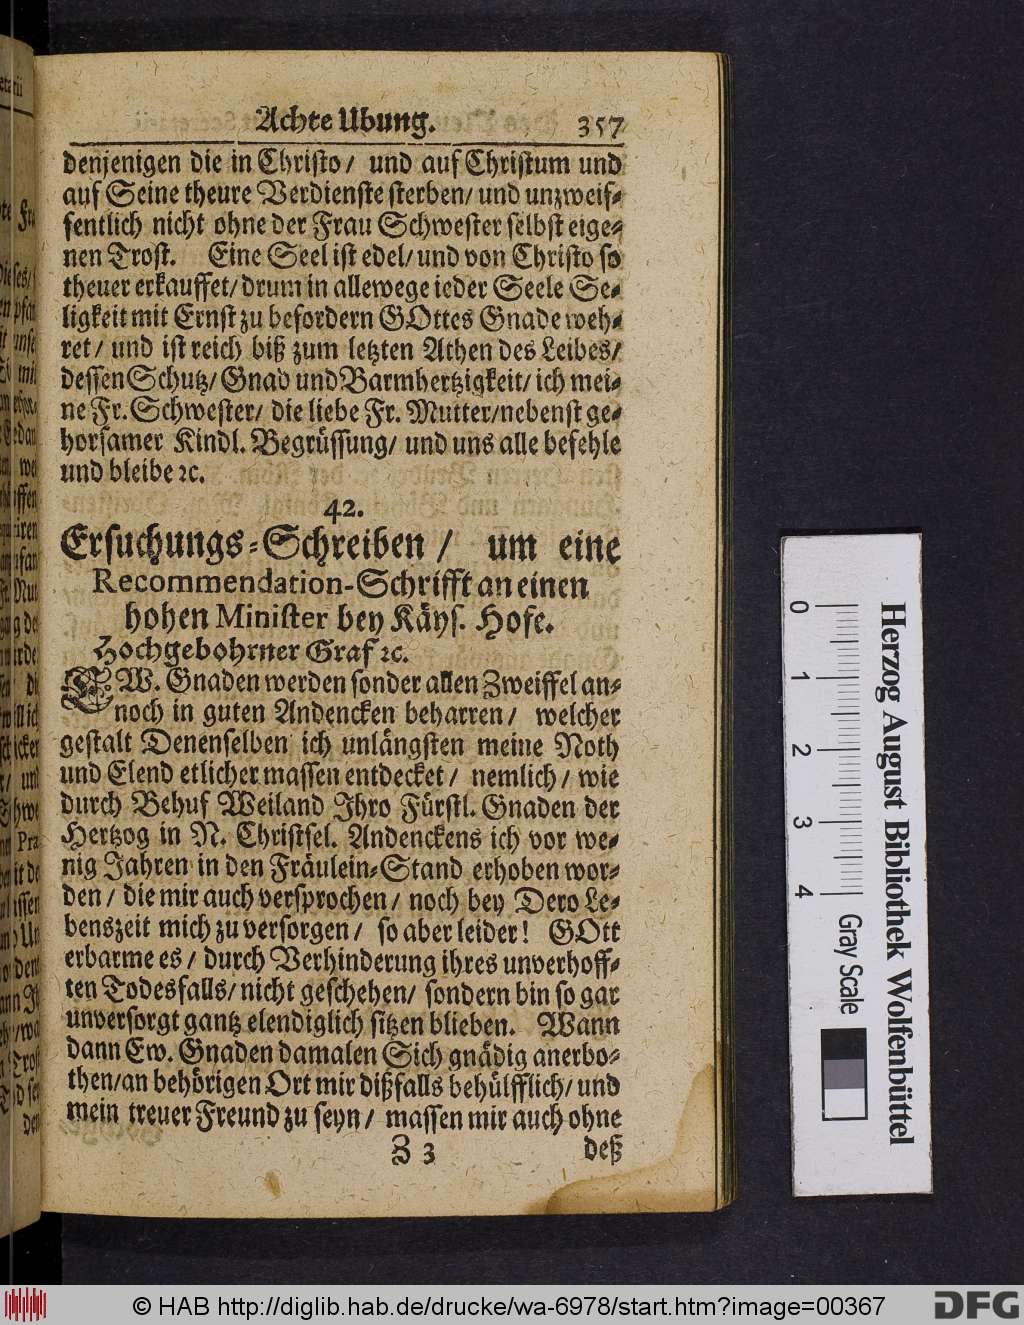 Achte Ubung. 357
denjenigen die in Christo/ und auf Christum und
auf Seine theure Verdienste sterben/ und unzweif-
fentlich nicht ohne der Frau Schwester selbst eige-
nen Trost. Eine Seel ist edel/ und von Christo so
theuer erkauffet/ drum in allewege ieder Seele Se-
ligkeit mit Ernst zu befordern GOttes Gnade weh-
ret/ und ist reich biß zum letzten Athen des Leibes/
dessen Schutz/ Gnad und Barmhertzigkeit/ ich mei-
ne Fr. Schwester/ die liebe Fr. Mutter/ nebenst ge-
horsamer Kindl. Begrüssung/ und uns alle befehle
und bleibe ꝛc.
42.
Ersuchungs-Schreiben / um eine
Recommendation-Schrifft an einen
hohen Minister bey Käys. Hofe.
Hochgebohrner Graf ꝛc.
EW. Gnaden werden sonder allen Zweiffel an-
noch in guten Andencken beharren/ welcher
gestalt Denenselben ich unlängsten meine Noth
und Elend etlicher massen entdecket/ nemlich/ wie
durch Behuf Weiland Ihro Fürstl. Gnaden der
Hertzog in N. Christsel. Andenckens ich vor we-
nig Jahren in den Fräulein-Stand erhoben wor-
den/ die mir auch versprochen/ noch bey Dero Le-
benszeit mich zu versorgen/ so aber leider! GOtt
erbarme es/ durch Verhinderung ihres unverhoff-
ten Todesfalls/ nicht geschehen/ sondern bin so gar
unversorgt gantz elendiglich sitzen blieben. Wann
dann Ew. Gnaden damalen Sich gnädig anerbo-
then/ an behörigen Ort mir dißfalls behülfflich/ und
mein treuer Freund zu seyn/ massen mir auch ohne
Z 3 deß
0 1 2 3 4 Gray Scale
Herzog August Bibliothek Wolfenbüttel
© HAB http://diglib.hab.de/drucke/wa-6978/start.htm?image=00367
DFG